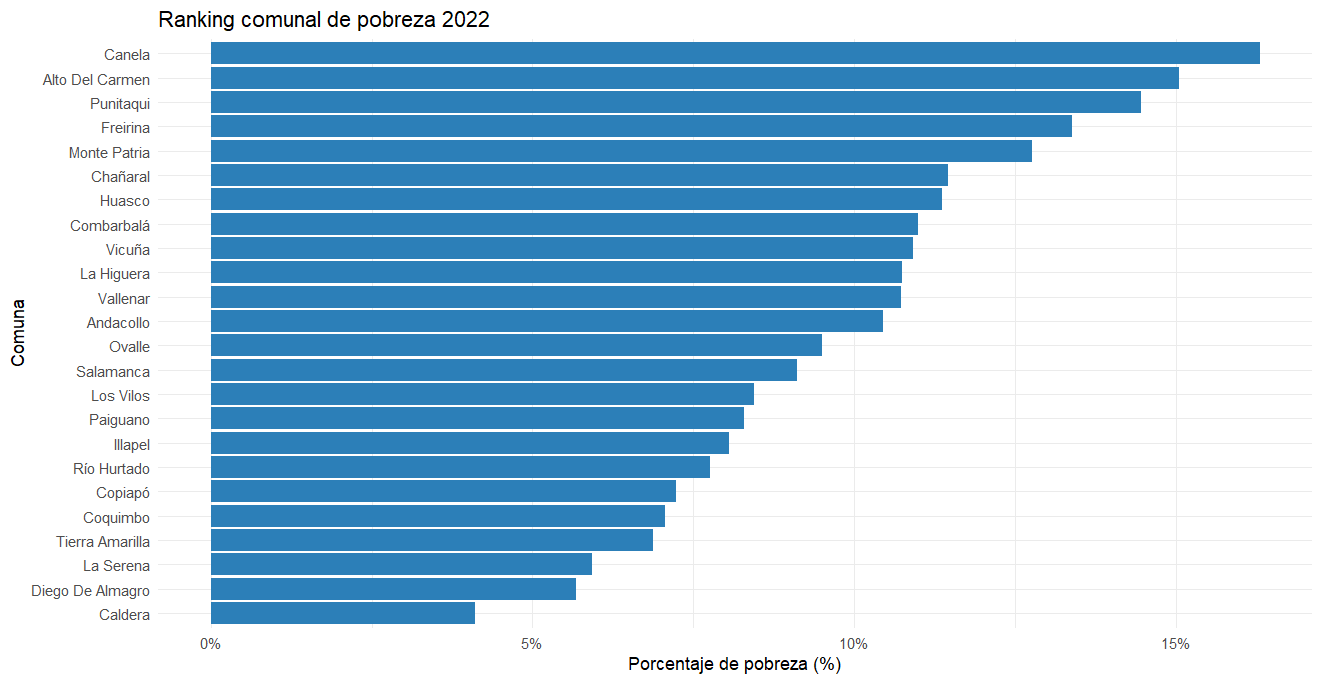 Ranking comunal de pobreza 2022
Comuna
Canela
Alto Del Carmen
Punitaqui
Freirina
Monte Patria
Chañaral
Huasco
Combarbalá
Vicuña
La Higuera
Vallenar
Andacollo
Ovalle
Salamanca
Los Vilos
Paiguano
Illapel
Río Hurtado
Copiapó
Coquimbo
Tierra Amarilla
La Serena
Diego De Almagro
Caldera
0% 5% 10% 15%
Porcentaje de pobreza (%)